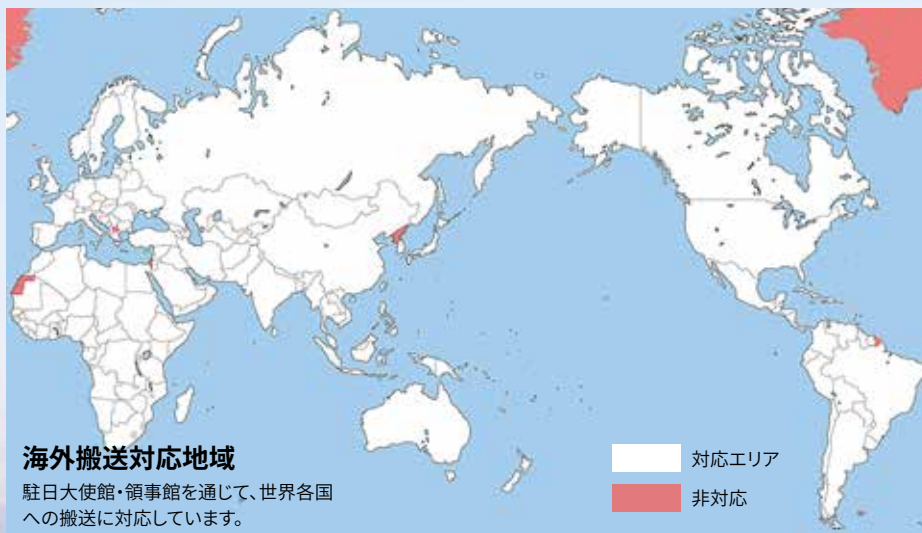 海外搬送対応地域
駐日大使館・領事館を通じて、世界各国
への搬送に対応しています。
対応エリア
非対応